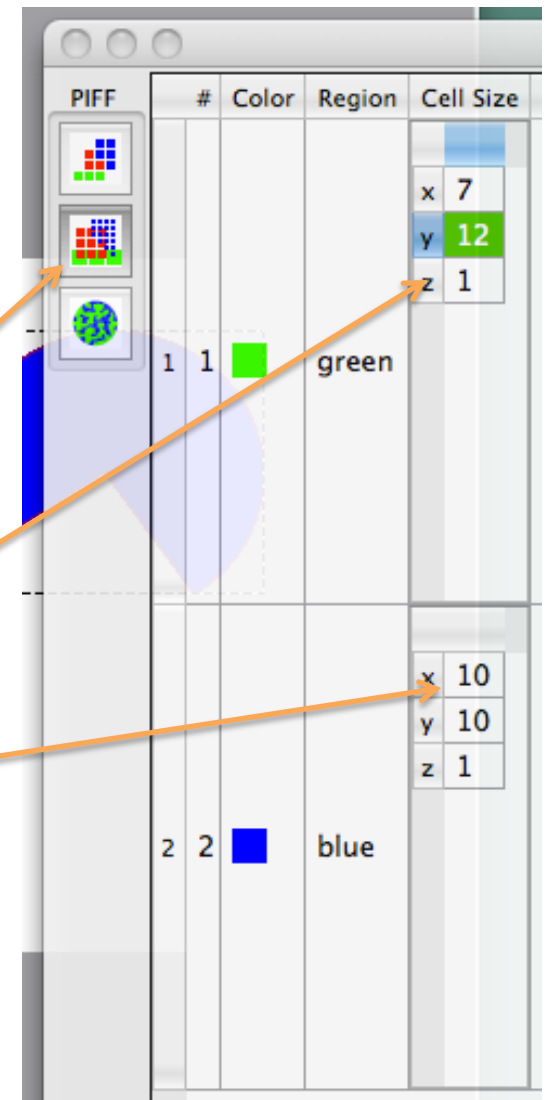 PIFF # Color Region Cell Size
x 7
y 12
z 1
1 1 green
x 10
y 10
z 1
2 2 blue